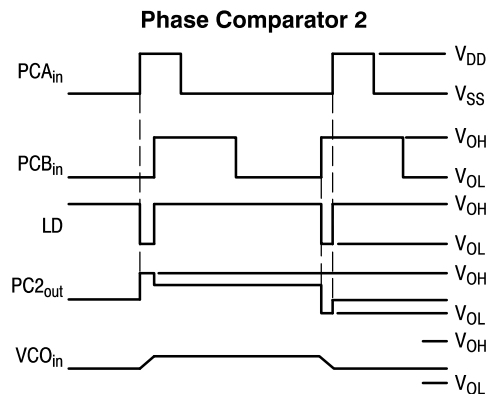 Phase Comparator 2
PCAin
VDD
VSS
PCBin
VOH
VOL
LD
VOH
VOL
PC2out
VOH
VOL
VCOin
VOH
VOL